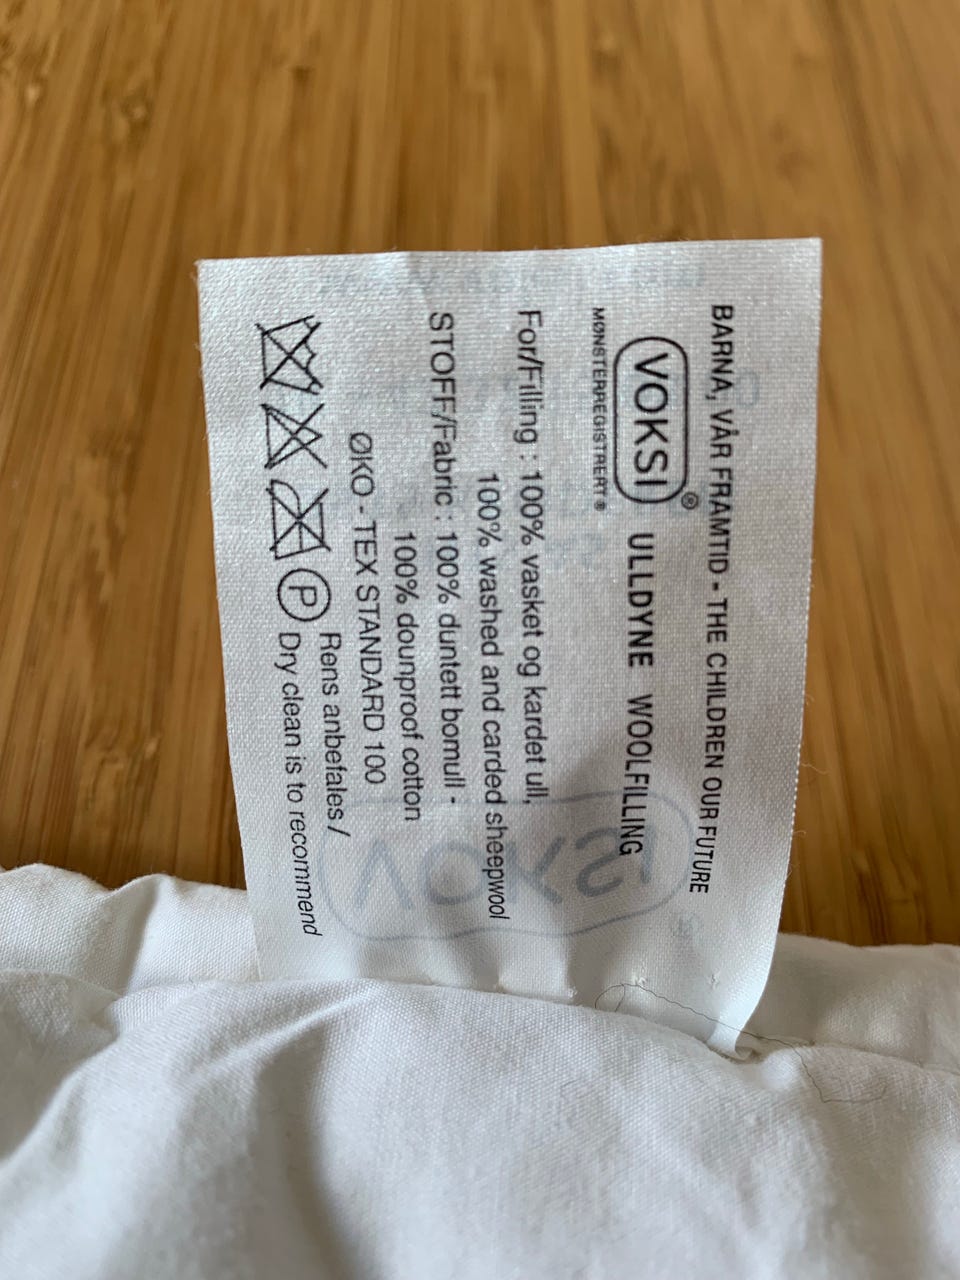 BARNA, VÅR FRAMTID - THE CHILDREN OUR FUTURE
VOKSI® ULLDYNE WOOLFILLING
MØNSTERREGISTRERT®
For/Filling : 100% vasket og kardet ull,
100% washed and carded sheepwool
STOFF/Fabric : 100% duntett bomull -
100% dounproof cotton
ØKO - TEX STANDARD 100
Rens anbefales /
P Dry clean is to recommend
VOKSI